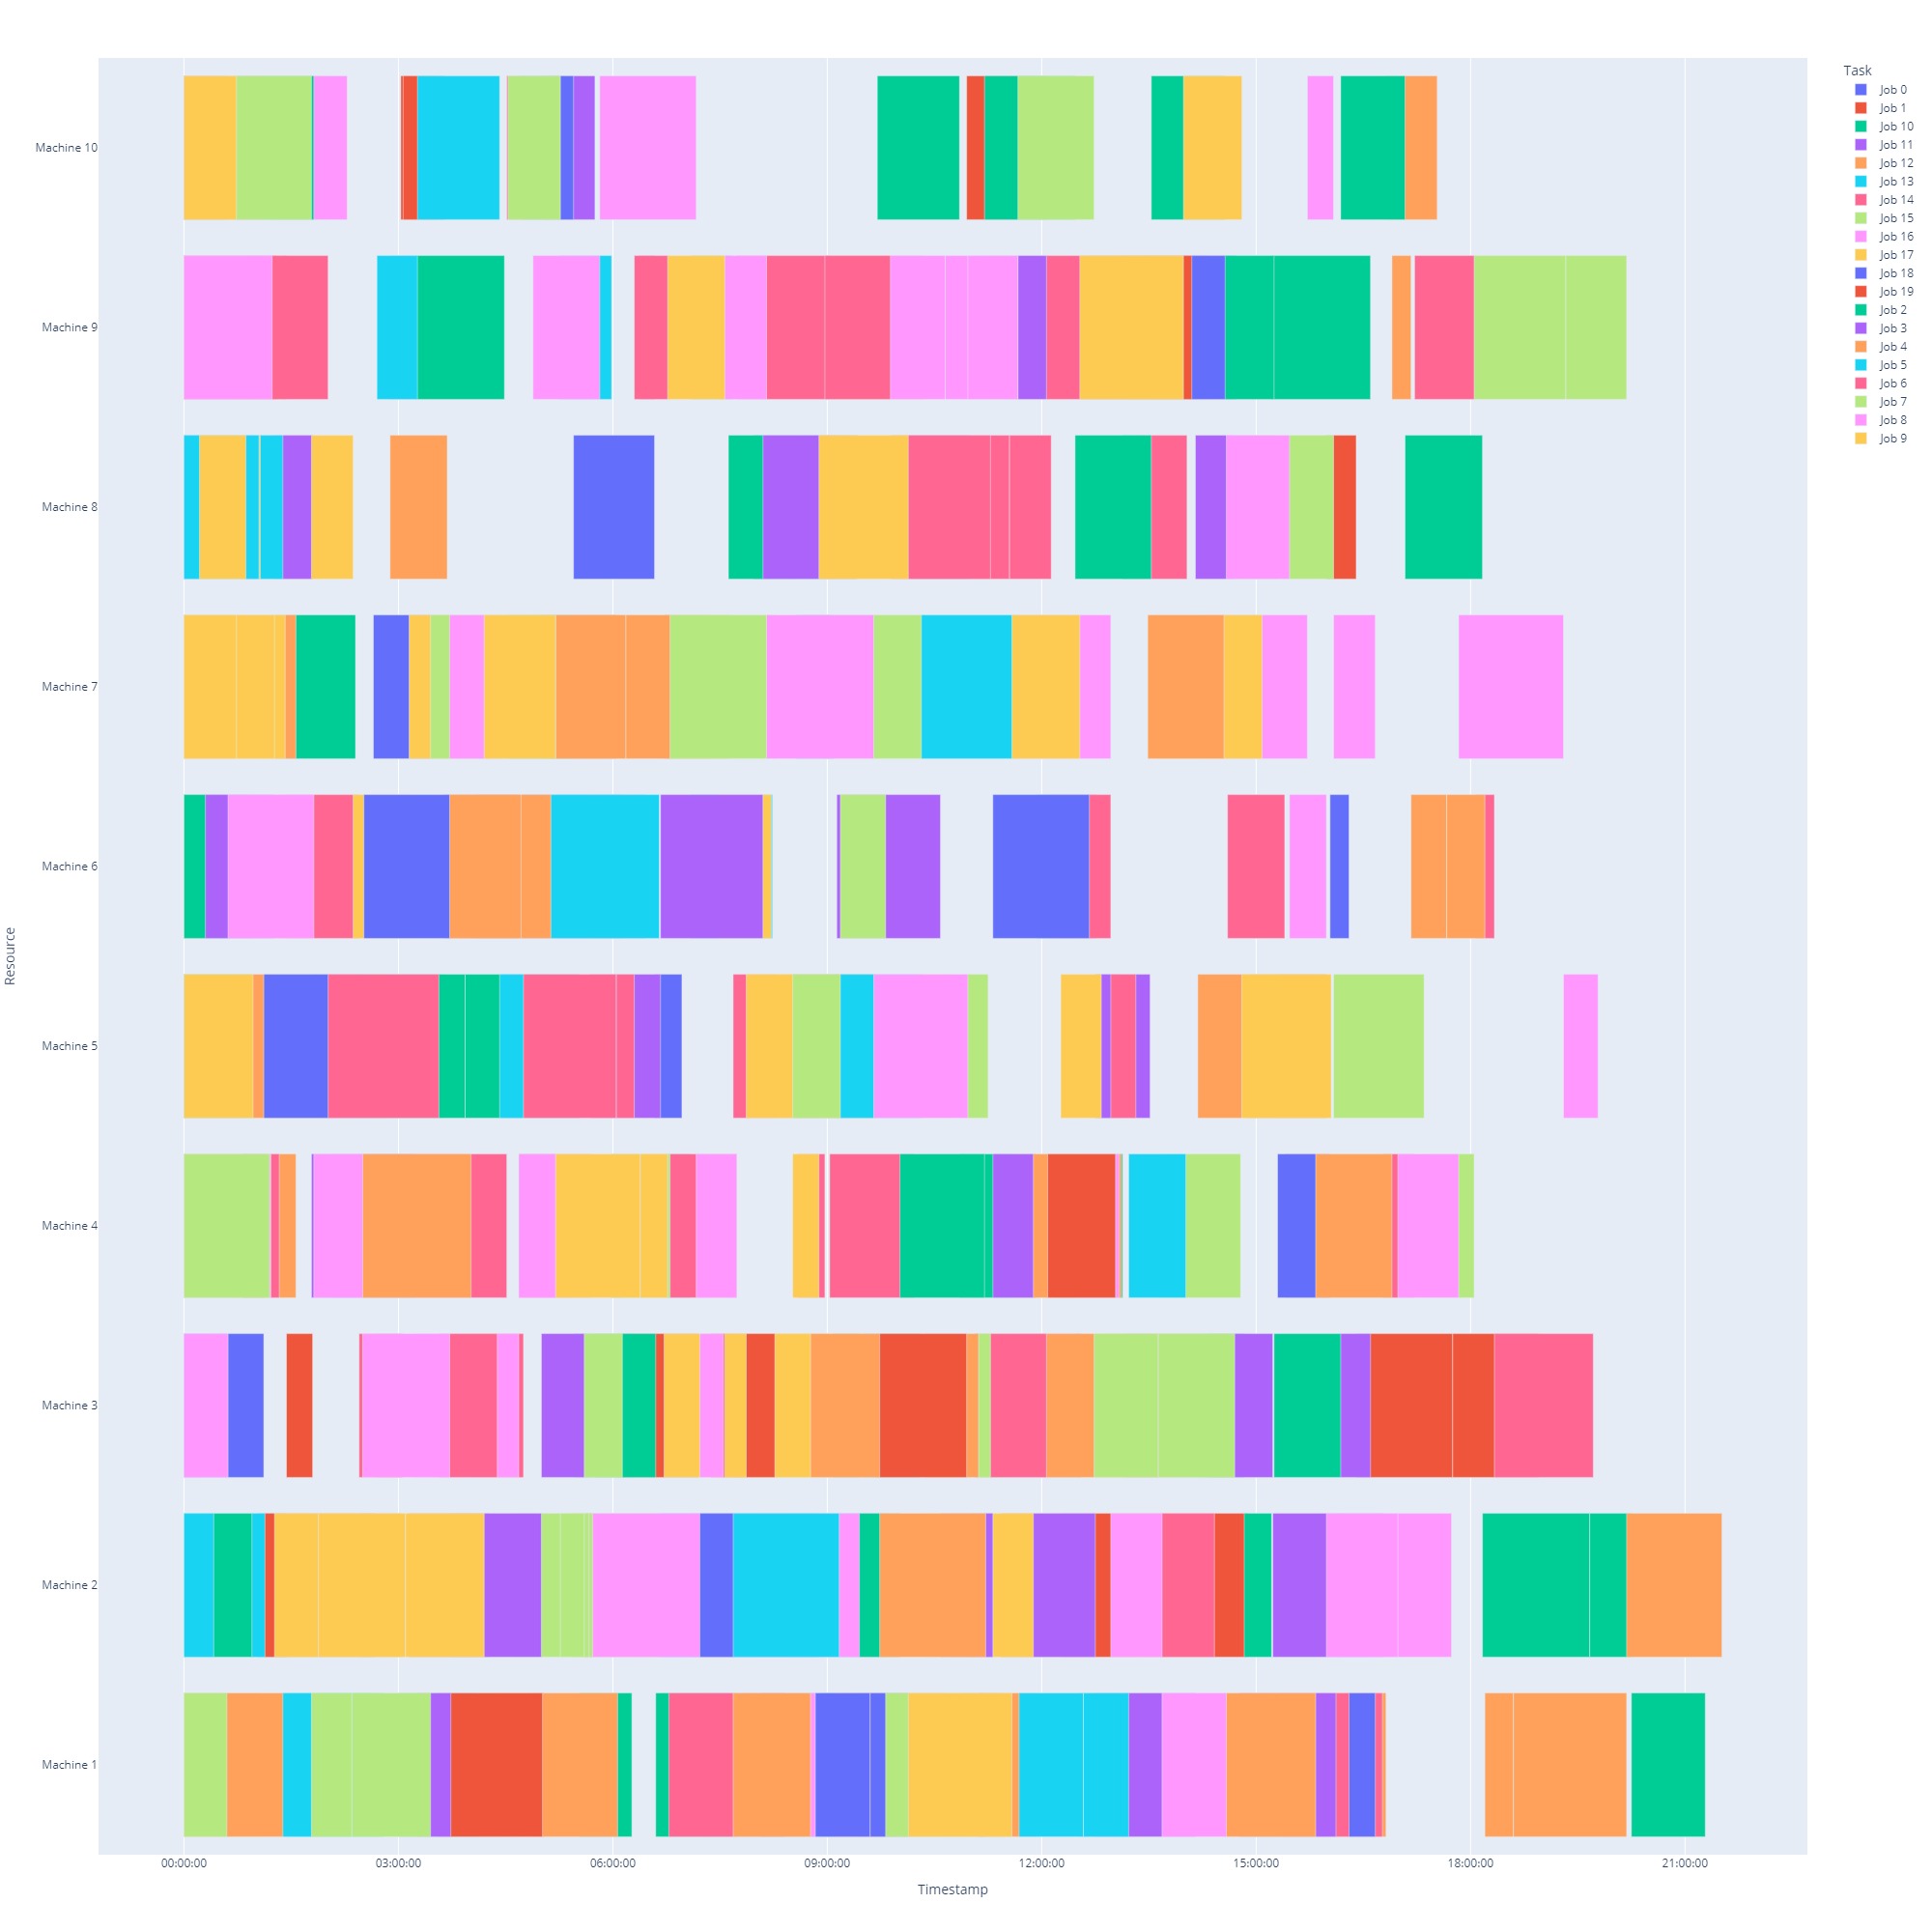 Task
Job 0
Job 1
Job 10
Job 11
Job 12
Job 13
Job 14
Job 15
Job 16
Job 17
Job 18
Job 19
Job 2
Job 3
Job 4
Job 5
Job 6
Job 7
Job 8
Job 9
Machine 10
Machine 9
Machine 8
Machine 7
Machine 6
Machine 5
Machine 4
Machine 3
Machine 2
Machine 1
Resource
00:00:00 03:00:00 06:00:00 09:00:00 12:00:00 15:00:00 18:00:00 21:00:00
Timestamp